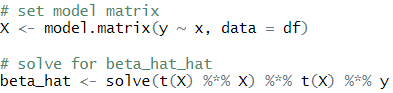 # set model matrix
X <- model.matrix(y ~ x, data = df)
# solve for beta_hat_hat
beta_hat <- solve(t(X) %*% X) %*% t(X) %*% y